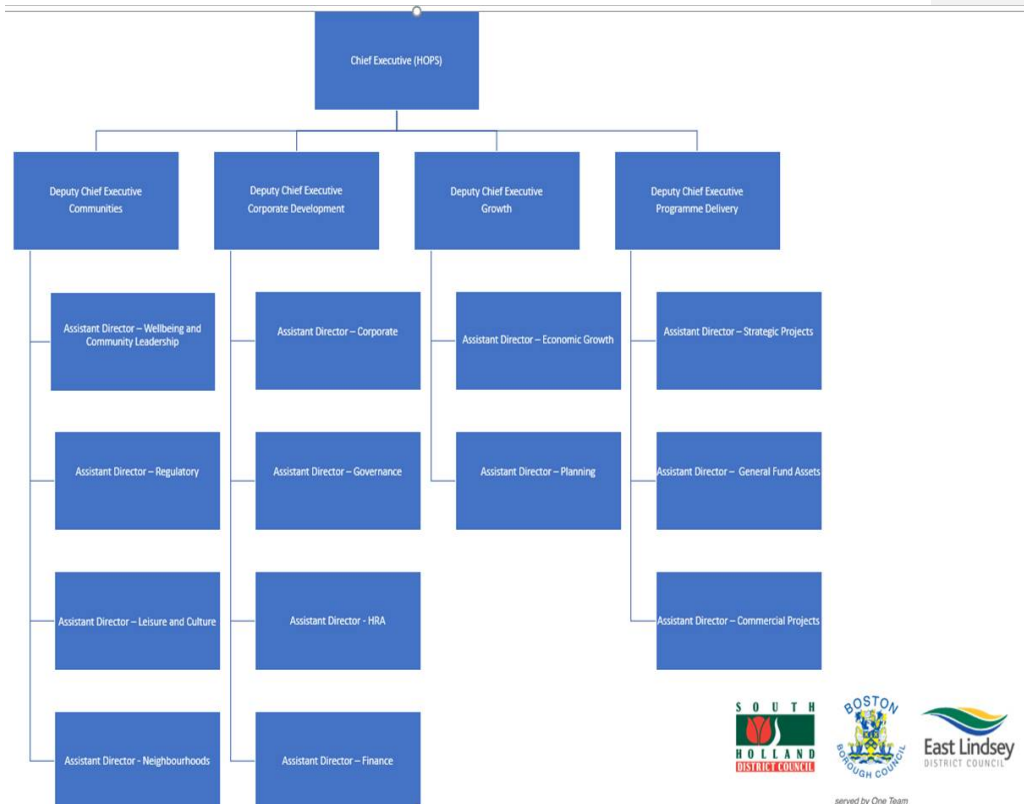 Chief Executive (HOPS)
Deputy Chief Executive
Communities
Deputy Chief Executive
Corporate Development
Deputy Chief Executive
Growth
Deputy Chief Executive
Programme Delivery
Assistant Director – Wellbeing and
Community Leadership
Assistant Director – Corporate
Assistant Director – Economic Growth
Assistant Director – Strategic Projects
Assistant Director – Regulatory
Assistant Director – Governance
Assistant Director – Planning
Assistant Director – General Fund Assets
Assistant Director – Leisure and Culture
Assistant Director - HRA
Assistant Director – Commercial Projects
Assistant Director - Neighbourhoods
Assistant Director – Finance
SOUTH
HOLLAND
DISTRICT COUNCIL
BOSTON
BOROUGH COUNCIL
East Lindsey
DISTRICT COUNCIL
served by One Team